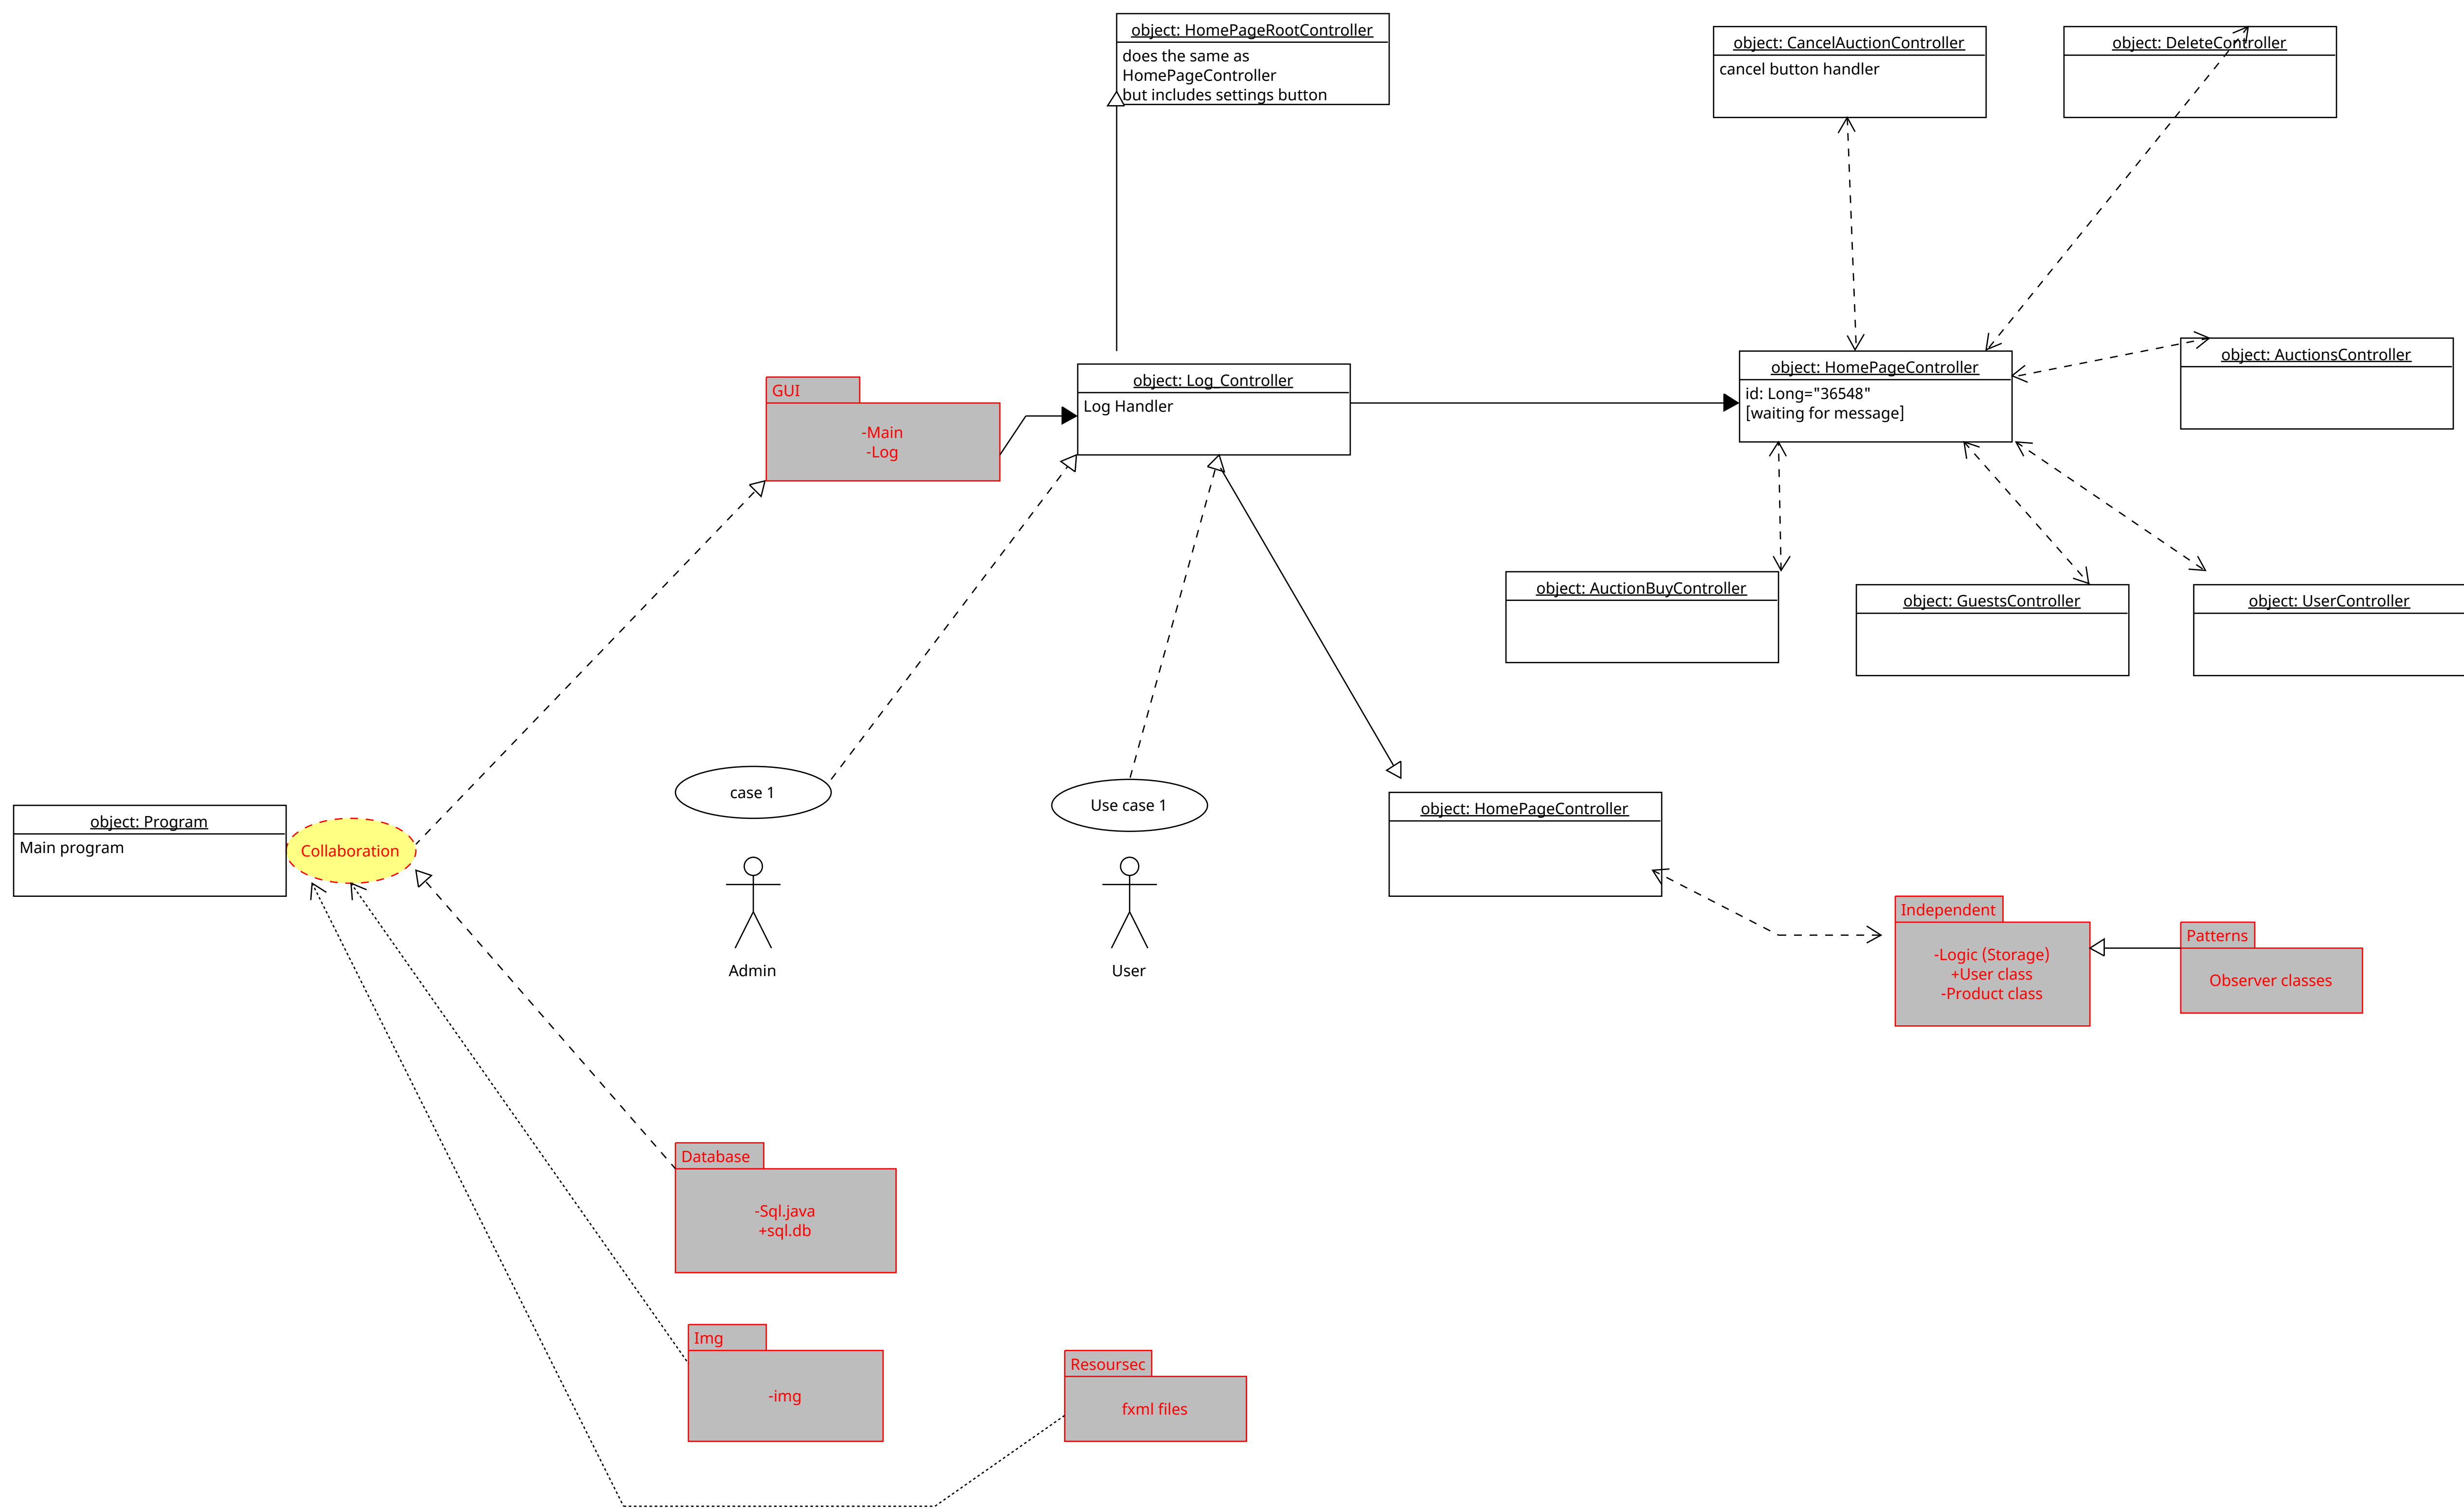 object: HomePageRootController
does the same as
HomePageController
but includes settings button
object: CancelAuctionController
cancel button handler
object: DeleteController
object: Log_Controller
Log Handler
object: HomePageController
id: Long="36548"
[waiting for message]
object: AuctionsController
GUI
-Main
-Log
object: AuctionBuyController
object: GuestsController
object: UserController
object: Program
Main program
Collaboration
case 1
Use case 1
object: HomePageController
Admin
User
Independent
-Logic (Storage)
+User class
-Product class
Patterns
Observer classes
Database
-Sql.java
+sql.db
Img
-img
Resoursec
fxml files